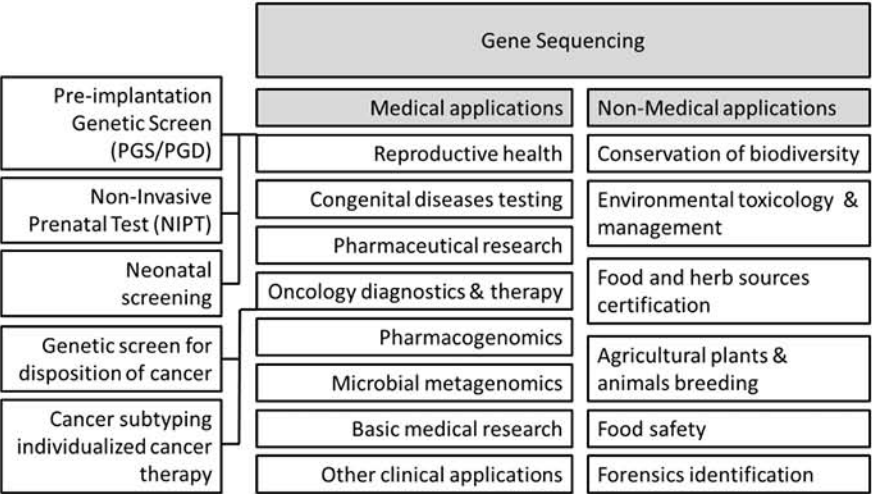 Gene Sequencing
Pre-implantation
Genetic Screen
(PGS/PGD)
Non-Invasive
Prenatal Test (NIPT)
Neonatal
screening
Genetic screen for
disposition of cancer
Cancer subtyping
individualized cancer
therapy
Medical applications
Reproductive health
Congenital diseases testing
Pharmaceutical research
Oncology diagnostics & therapy
Pharmacogenomics
Microbial metagenomics
Basic medical research
Other clinical applications
Non-Medical applications
Conservation of biodiversity
Environmental toxicology &
management
Food and herb sources
certification
Agricultural plants &
animals breeding
Food safety
Forensics identification